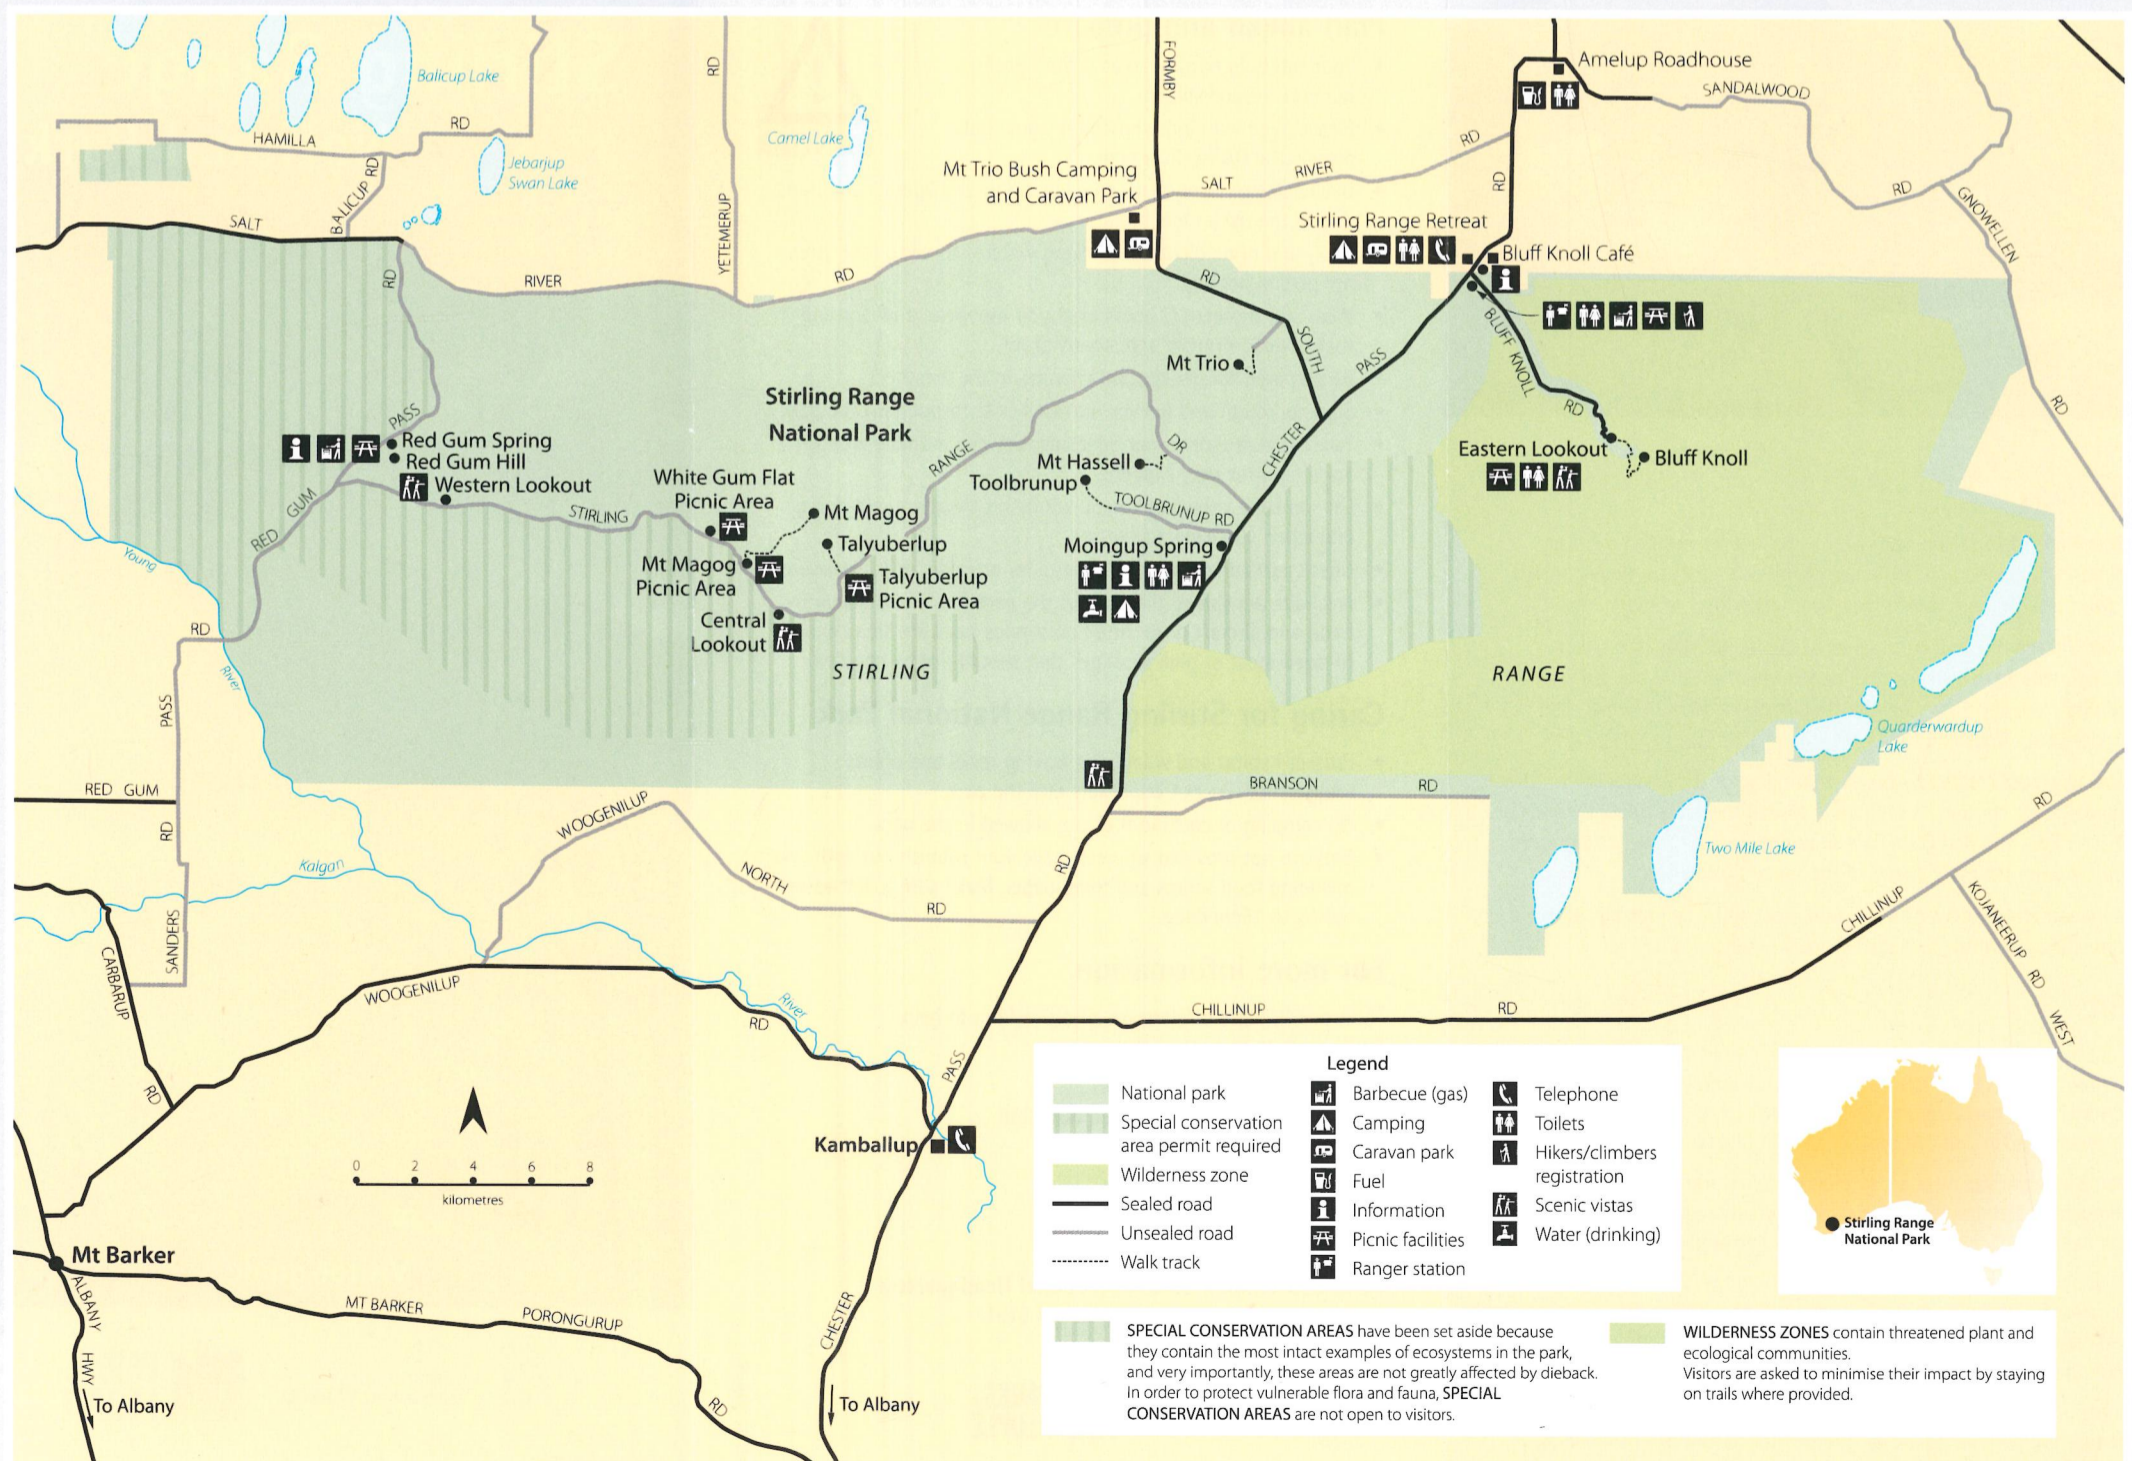 Balicup Lake
HAMILLA
RD
Jebarjup
Swan Lake
BALICUP RD
SALT
RD
RIVER
RD
YETEMERUP
RD
Camel Lake
FORMBY
RD
SOUTH
Mt Trio Bush Camping
and Caravan Park
SALT
RIVER
RD
Amelup Roadhouse
SANDALWOOD
RD
GNOWELLEN
RD
RD
Stirling Range Retreat
Bluff Knoll Café
BLUFF KNOLL
RD
PASS
CHESTER
Mt Trio
Stirling Range
National Park
PASS
Red Gum Spring
Red Gum Hill
Western Lookout
RED GUM
RD
STIRLING
RANGE
DR
White Gum Flat
Picnic Area
Mt Magog
Talyuberlup
Mt Magog
Picnic Area
Talyuberlup
Picnic Area
Central
Lookout
Mt Hassell
Toolbrunup
TOOLBRUNUP RD
Moingup Spring
Eastern Lookout
Bluff Knoll
STIRLING
RANGE
Young
River
PASS
RED GUM
RD
SANDERS
Kalgan
River
CARBARUP
RD
WOOGENILUP
NORTH
RD
WOOGENILUP
RD
BRANSON
RD
RD
Quarderwardup
Lake
Two Mile Lake
CHILLINUP
RD
CHILLINUP
RD
KOJANEERUP RD
WEST
PASS
Kamballup
CHESTER
0 2 4 6 8
kilometres
Mt Barker
ALBANY
HWY
To Albany
MT BARKER
PORONGURUP
RD
To Albany
Legend
National park
Special conservation
area permit required
Wilderness zone
Sealed road
Unsealed road
Walk track
Barbecue (gas)
Camping
Caravan park
Fuel
Information
Picnic facilities
Ranger station
Telephone
Toilets
Hikers/climbers
registration
Scenic vistas
Water (drinking)
Stirling Range
National Park
SPECIAL CONSERVATION AREAS have been set aside because
they contain the most intact examples of ecosystems in the park,
and very importantly, these areas are not greatly affected by dieback.
In order to protect vulnerable flora and fauna, SPECIAL
CONSERVATION AREAS are not open to visitors.
WILDERNESS ZONES contain threatened plant and
ecological communities.
Visitors are asked to minimise their impact by staying
on trails where provided.